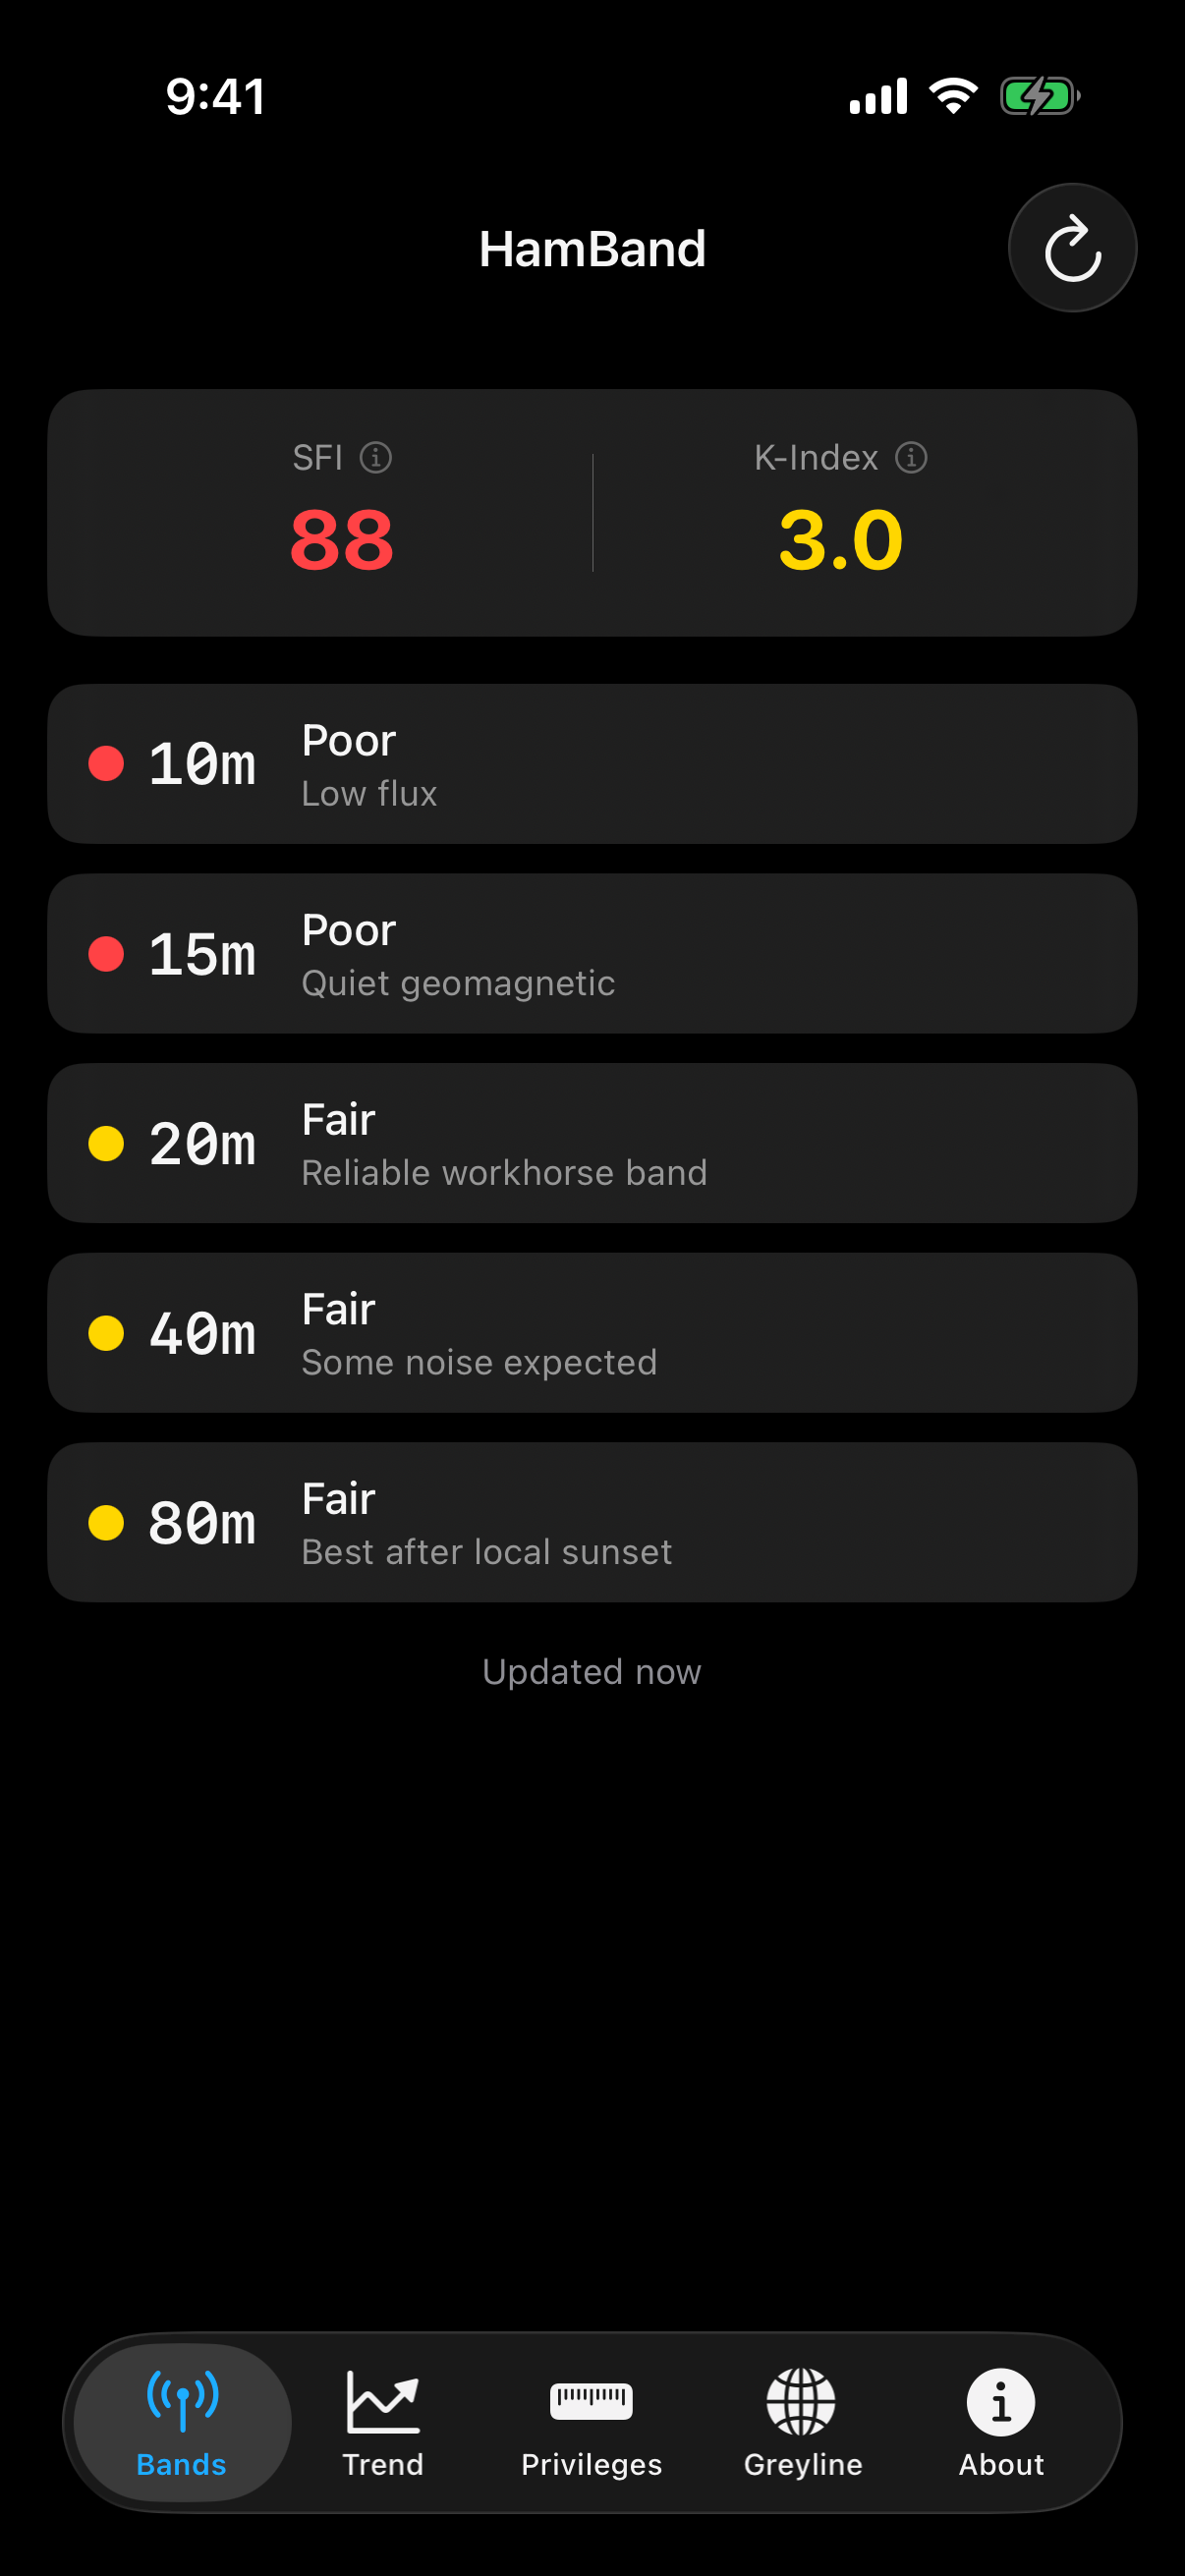 9:41
HamBand
SFI
K-Index
88
3.0
10m
Poor
Low flux
15m
Poor
Quiet geomagnetic
20m
Fair
Reliable workhorse band
40m
Fair
Some noise expected
80m
Fair
Best after local sunset
Updated now
Bands
Trend
Privileges
Greyline
About